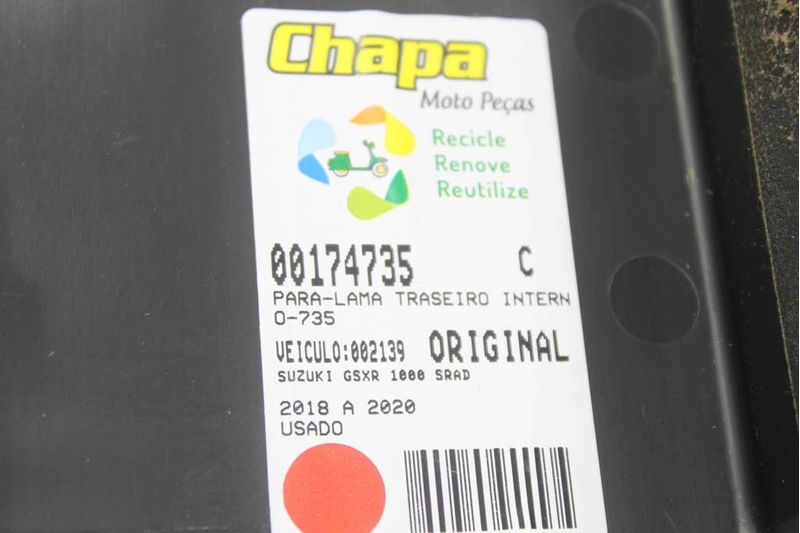 Chapa
Moto Peças
Recicle
Renove
Reutilize
00174735 C
PARA-LAMA TRASEIRO INTERN
O-735
VEICULO:002139 ORIGINAL
SUZUKI GSXR 1000 SRAD
2018 A 2020
USADO